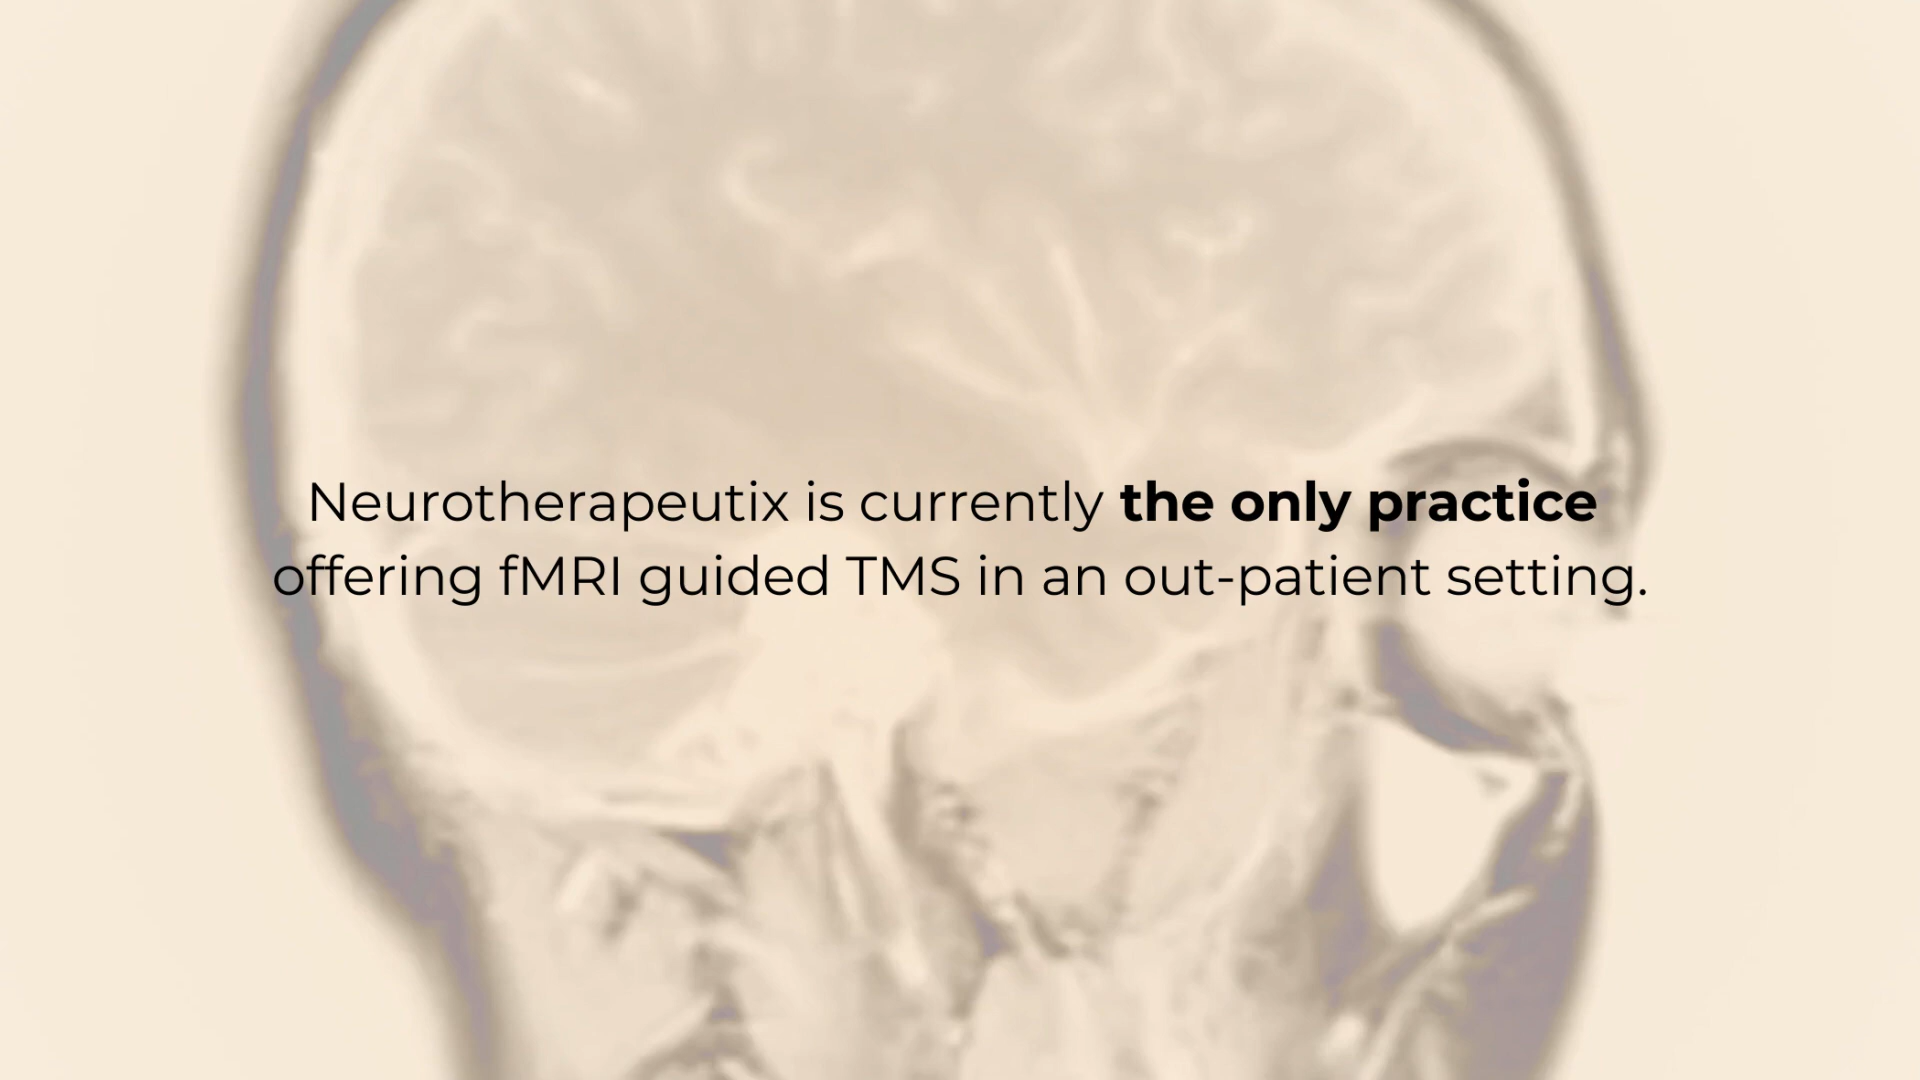 Neurotherapeutix is currently the only practice
offering fMRI guided TMS in an out-patient setting.